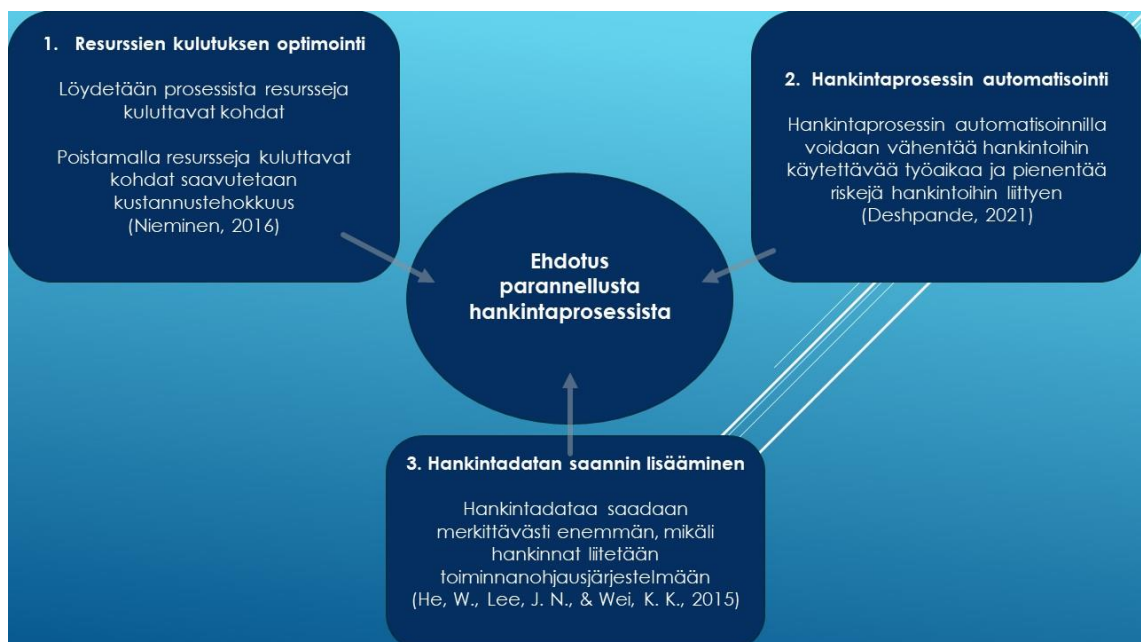 1. Resurssien kulutuksen optimointi
Löydetään prosessista resursseja
kuluttavat kohdat
Poistamalla resursseja kuluttavat
kohdat saavutetaan
kustannustehokkuus
(Nieminen, 2016)
2. Hankintaprosessin automatisointi
Hankintaprosessin automatisoinnilla
voidaan vähentää hankintoihin
käytettävää työaikaa ja pienentää
riskejä hankintoihin liittyen
(Deshpande, 2021)
Ehdotus
parannellusta
hankintaprosessista
3. Hankintadatan saannin lisääminen
Hankintadataa saadaan
merkittävästi enemmän, mikäli
hankinnat liitetään
toiminnanohjausjärjestelmään
(He, W., Lee, J. N., & Wei, K. K., 2015)